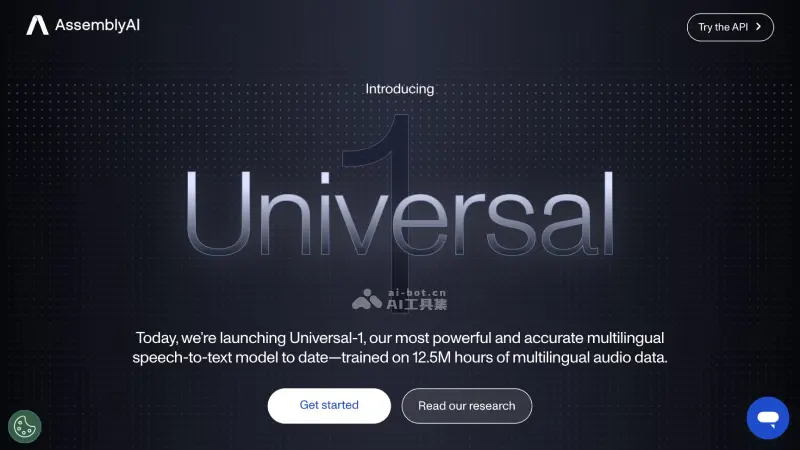 AssemblyAI
Try the API
Introducing
1
Universal
ai-bot.cn
AI工具集
Today, we're launching Universal-1, our most powerful and accurate multilingual
speech-to-text model to date—trained on 12.5M hours of multilingual audio data.
Get started
Read our research